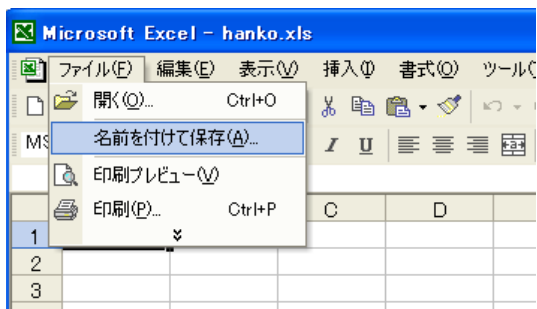 Microsoft Excel - hanko.xls
ファイル(F) 編集(E) 表示(V) 挿入(I) 書式(O) ツール(
開く(O)... Ctrl+O
名前を付けて保存(A)...
印刷プレビュー(V)
印刷(P)... Ctrl+P
MS
I U
C D
1
2
3